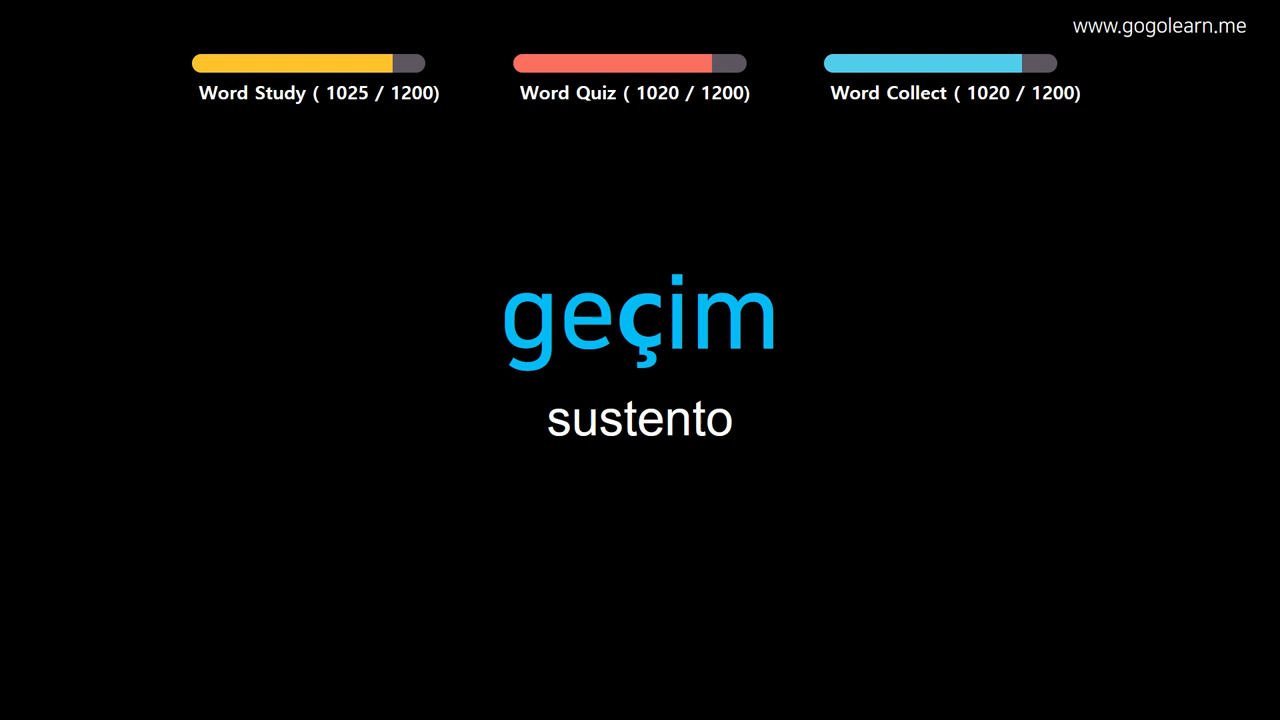 www.gogolearn.me
Word Study ( 1025 / 1200)
Word Quiz ( 1020 / 1200)
Word Collect ( 1020 / 1200)
geçim
sustento